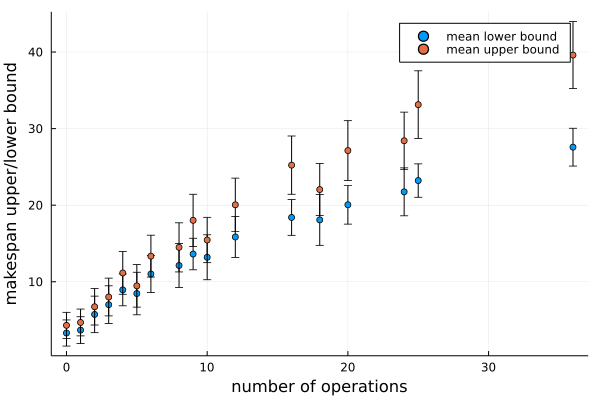 mean lower bound
mean upper bound
40
30
20
10
0
10
20
30
number of operations
makespan upper/lower bound